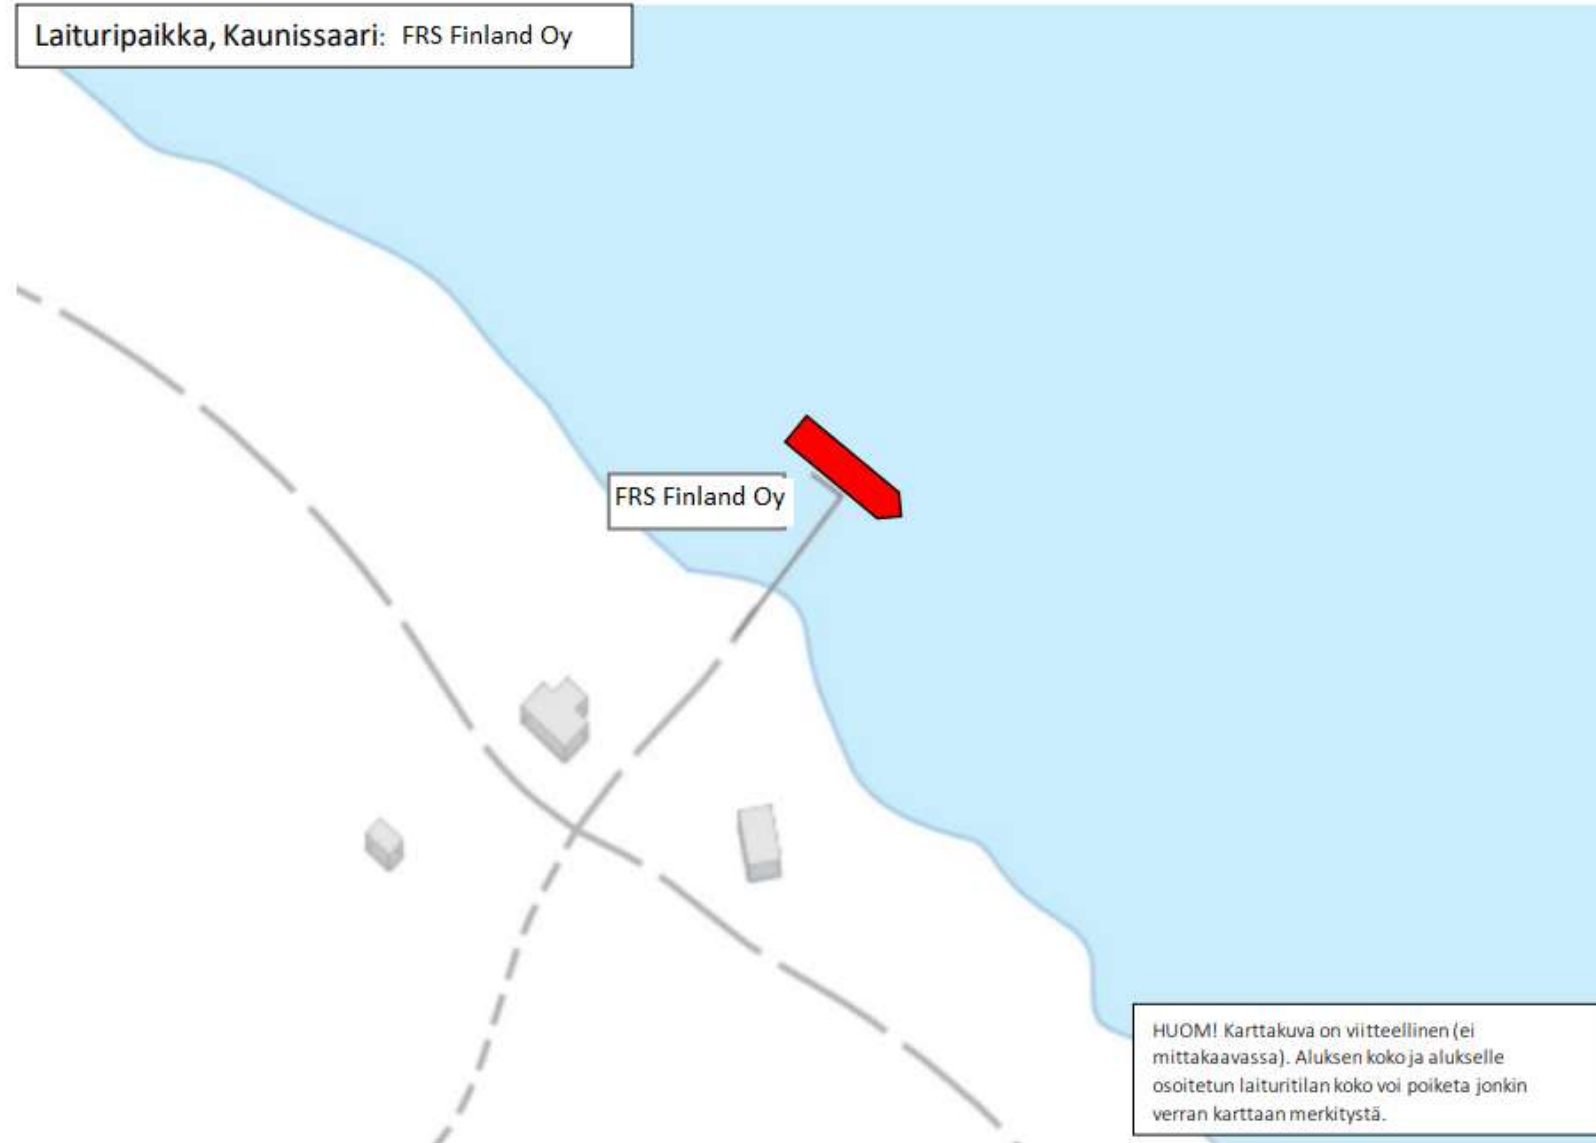 Laituripaikka, Kaunissaari: FRS Finland Oy
FRS Finland Oy
HUOM! Karttakuva on viitteellinen (ei
mittakaavassa). Aluksen koko ja alukselle
osoitetun laituritilan koko voi poiketa jonkin
verran karttaan merkitystä.